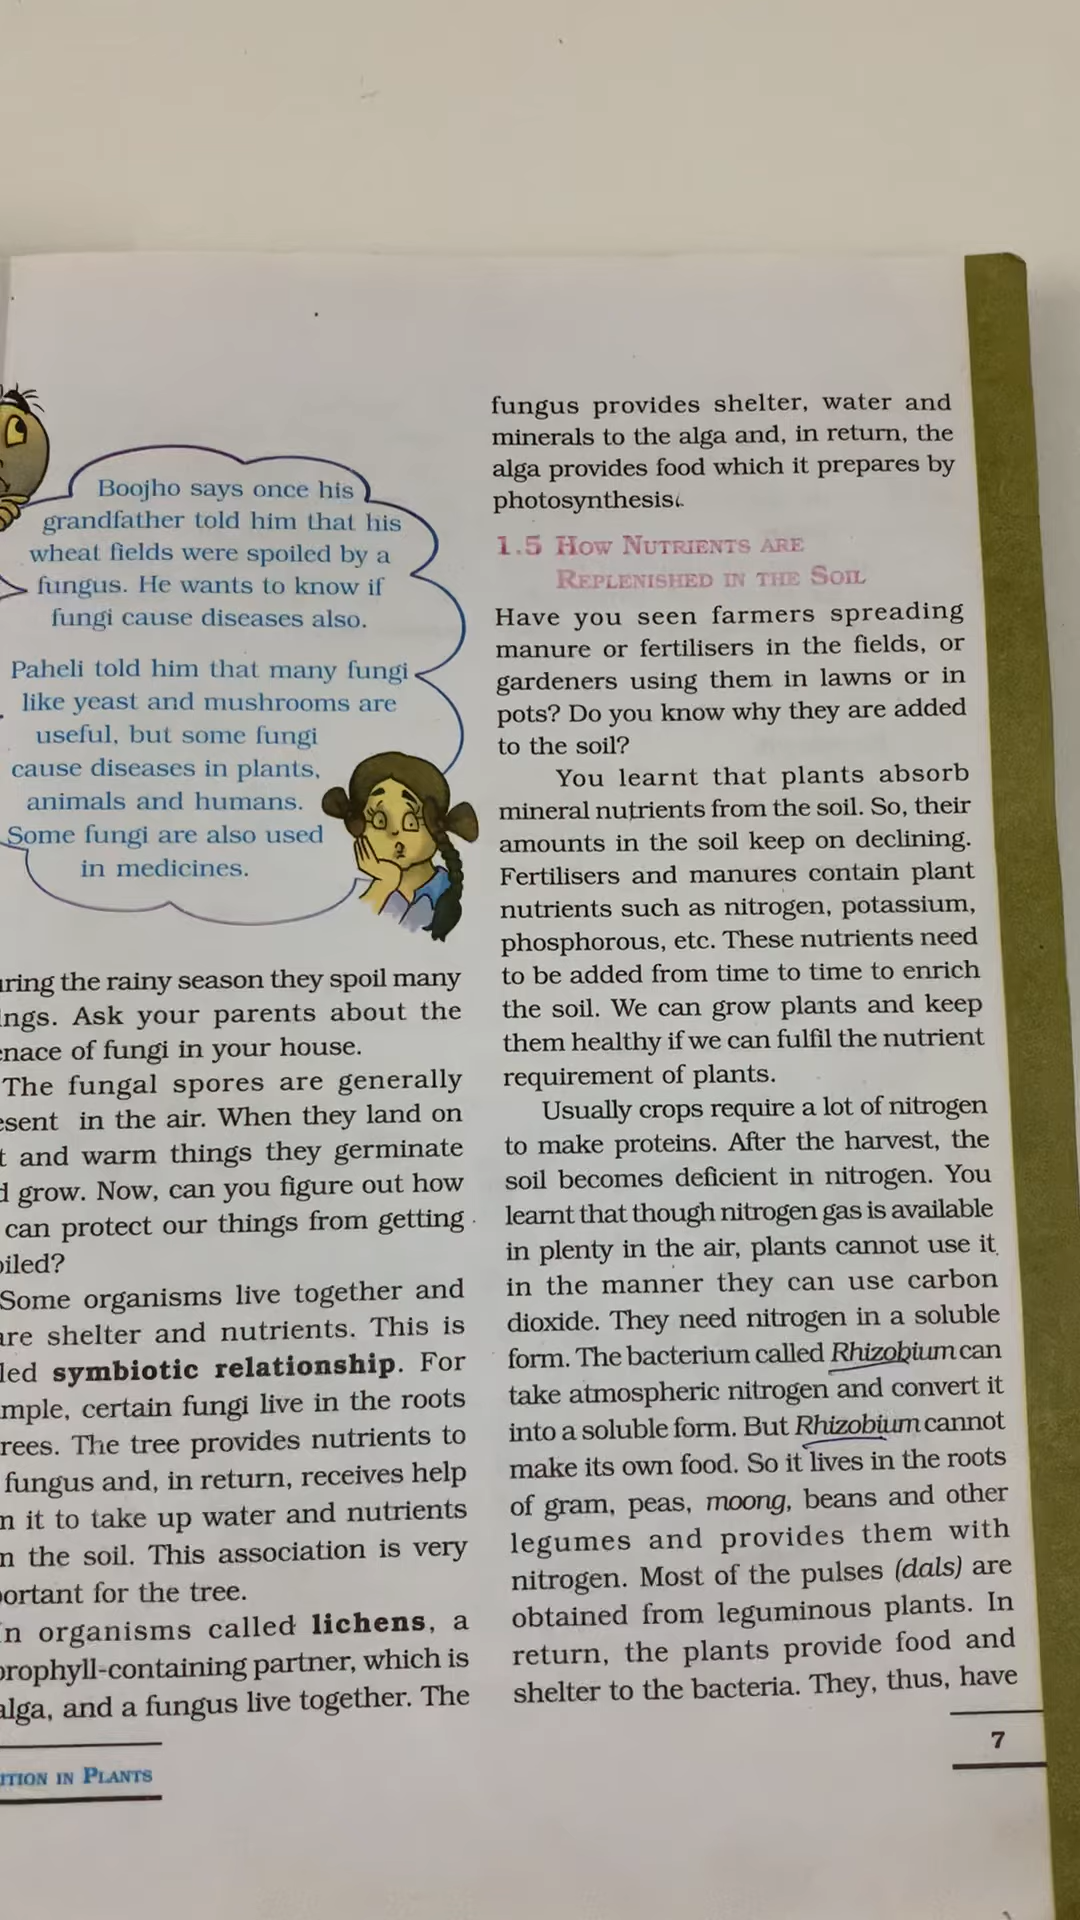 Boojho says once his
grandfather told him that his
wheat fields were spoiled by a
fungus. He wants to know if
fungi cause diseases also.
Paheli told him that many fungi
like yeast and mushrooms are
useful, but some fungi
cause diseases in plants,
animals and humans.
Some fungi are also used
in medicines.
the rainy season they spoil many
Ask your parents about the
of fungi in your house.
The fungal spores are generally
in the air. When they land on
and warm things they germinate
grow. Now, can you figure out how
can protect our things from getting
Some organisms live together and
shelter and nutrients. This is
symbiotic relationship. For
certain fungi live in the roots
The tree provides nutrients to
fungus and, in return, receives help
it to take up water and nutrients
the soil. This association is very
for the tree.
In organisms called lichens, a
partner, which is
alga, and a fungus live together. The
fungus provides shelter, water and
minerals to the alga and, in return, the
alga provides food which it prepares by
photosynthesis.
1.5 HOW NUTRIENTS ARE
REPLENISHED IN THE SOIL
Have you seen farmers spreading
manure or fertilisers in the fields, or
gardeners using them in lawns or in
pots? Do you know why they are added
to the soil?
You learnt that plants absorb
mineral nutrients from the soil. So, their
amounts in the soil keep on declining.
Fertilisers and manures contain plant
nutrients such as nitrogen, potassium,
phosphorous, etc. These nutrients need
to be added from time to time to enrich
the soil. We can grow plants and keep
them healthy if we can fulfil the nutrient
requirement of plants.
Usually crops require a lot of nitrogen
to make proteins. After the harvest, the
soil becomes deficient in nitrogen. You
learnt that though nitrogen gas is available
in plenty in the air, plants cannot use it
in the manner they can use carbon
dioxide. They need nitrogen in a soluble
form. The bacterium called Rhizobium can
take atmospheric nitrogen and convert it
into a soluble form. But Rhizobium cannot
make its own food. So it lives in the roots
of gram, peas, moong, beans and other
legumes and provides them with
nitrogen. Most of the pulses (dals) are
obtained from leguminous plants. In
return, the plants provide food and
shelter to the bacteria. They, thus, have
IN PLANTS
7